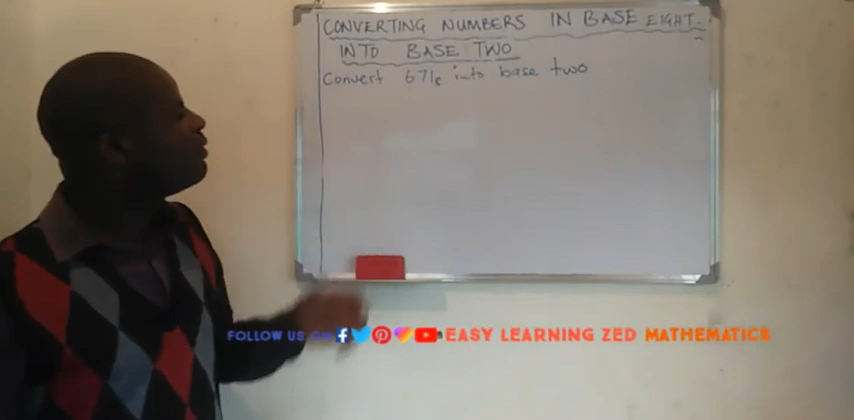 CONVERTING NUMBERS IN BASE EIGHT
INTO BASE TWO
Convert 671₈ into base two
FOLLOW US ON EASY LEARNING ZED MATHEMATICS